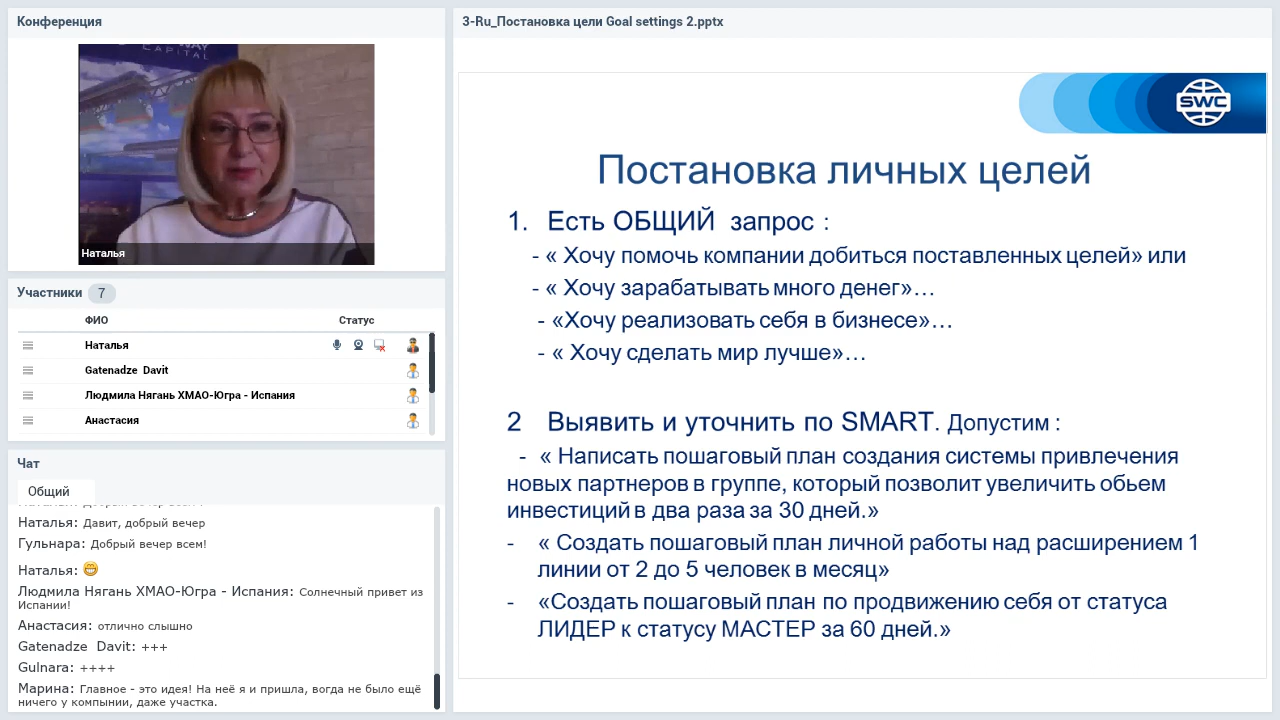 Конференция
CAPITAL
Наталья
Участники 7
ФИО Статус
Наталья
Gatenadze Davit
Людмила Нягань ХМАО-Югра - Испания
Анастасия
Чат
Общий
Наталья: Давит, добрый вечер
Гульнара: Добрый вечер всем!
Наталья:
Людмила Нягань ХМАО-Югра - Испания: Солнечный привет из
Испании!
Анастасия: отлично слышно
Gatenadze Davit: +++
Gulnara: ++++
Марина: Главное - это идея! На неё я и пришла, вогда не было ещё
ничего у компынии, даже участка.
3-Ru_Постановка цели Goal settings 2.pptx
SWC
Постановка личных целей
1. Есть ОБЩИЙ запрос :
- « Хочу помочь компании добиться поставленных целей» или
- « Хочу зарабатывать много денег»…
- «Хочу реализовать себя в бизнесе»…
- « Хочу сделать мир лучше»…
2 Выявить и уточнить по SMART. Допустим :
- « Написать пошаговый план создания системы привлечения
новых партнеров в группе, который позволит увеличить обьем
инвестиций в два раза за 30 дней.»
- « Создать пошаговый план личной работы над расширением 1
линии от 2 до 5 человек в месяц»
- «Создать пошаговый план по продвижению себя от статуса
ЛИДЕР к статусу МАСТЕР за 60 дней.»